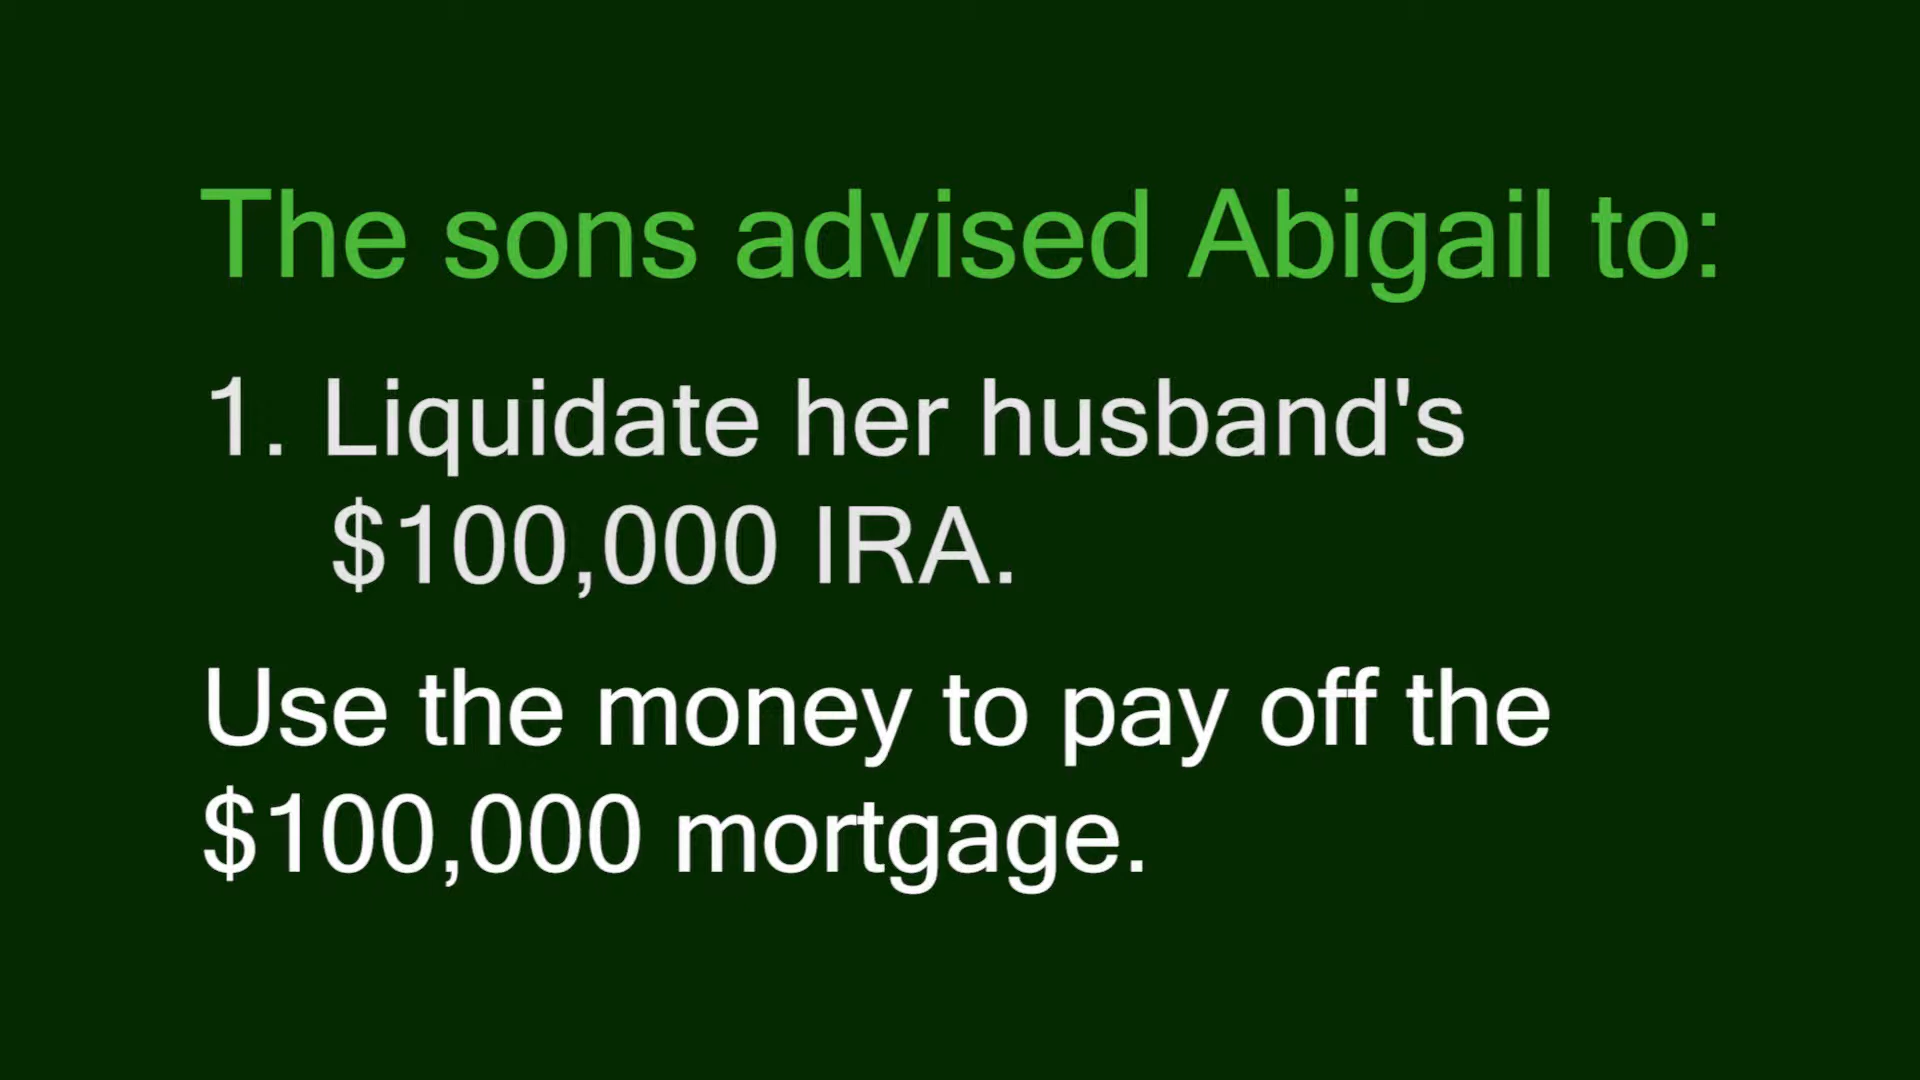 The sons advised Abigail to:
1. Liquidate her husband's
$100,000 IRA.
Use the money to pay off the
$100,000 mortgage.